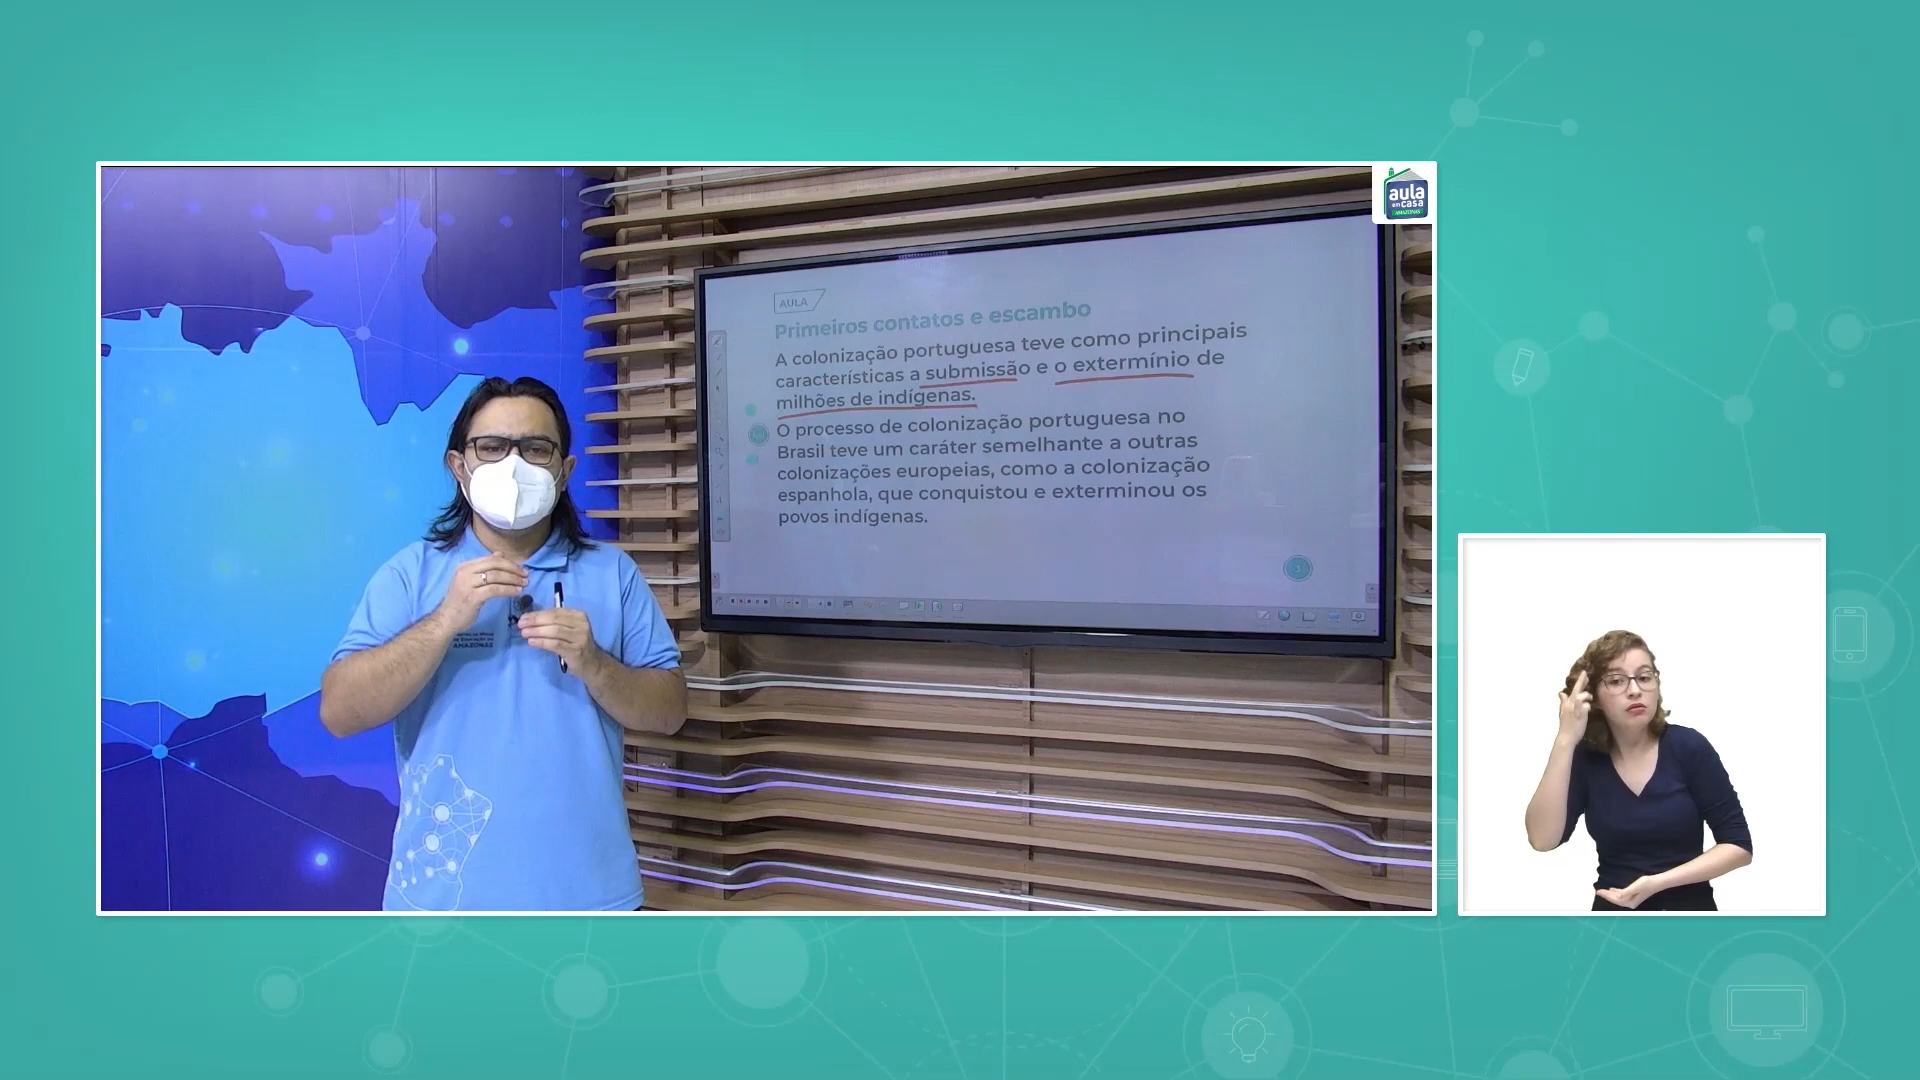 aula
em casa
AMAZONAS
AULA
Primeiros contatos e escambo
A colonização portuguesa teve como principais
características a submissão e o extermínio de
milhões de indígenas.
O processo de colonização portuguesa no
Brasil teve um caráter semelhante a outras
colonizações europeias, como a colonização
espanhola, que conquistou e exterminou os
povos indígenas.
3
AMAZONAS